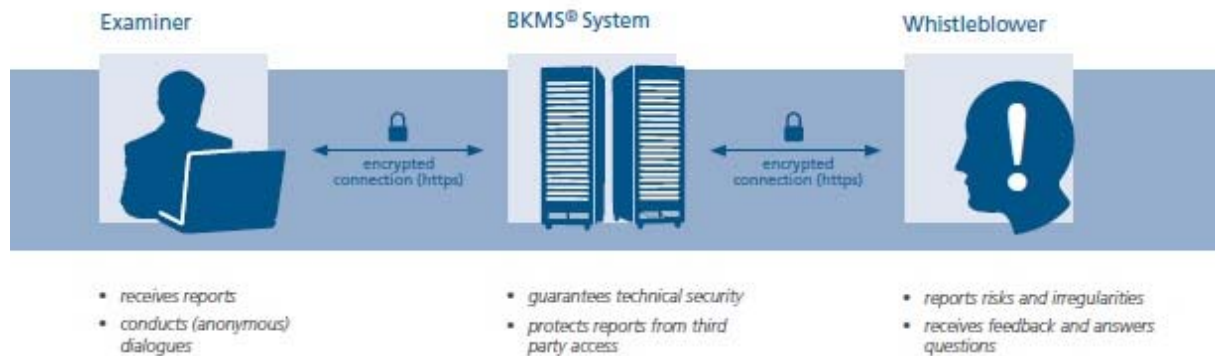 Examiner
BKMS® System
Whistleblower
encrypted
connection (https)
encrypted
connection (https)
▪ receives reports
▪ conducts (anonymous)
dialogues
▪ guarantees technical security
▪ protects reports from third
party access
▪ reports risks and irregularities
▪ receives feedback and answers
questions